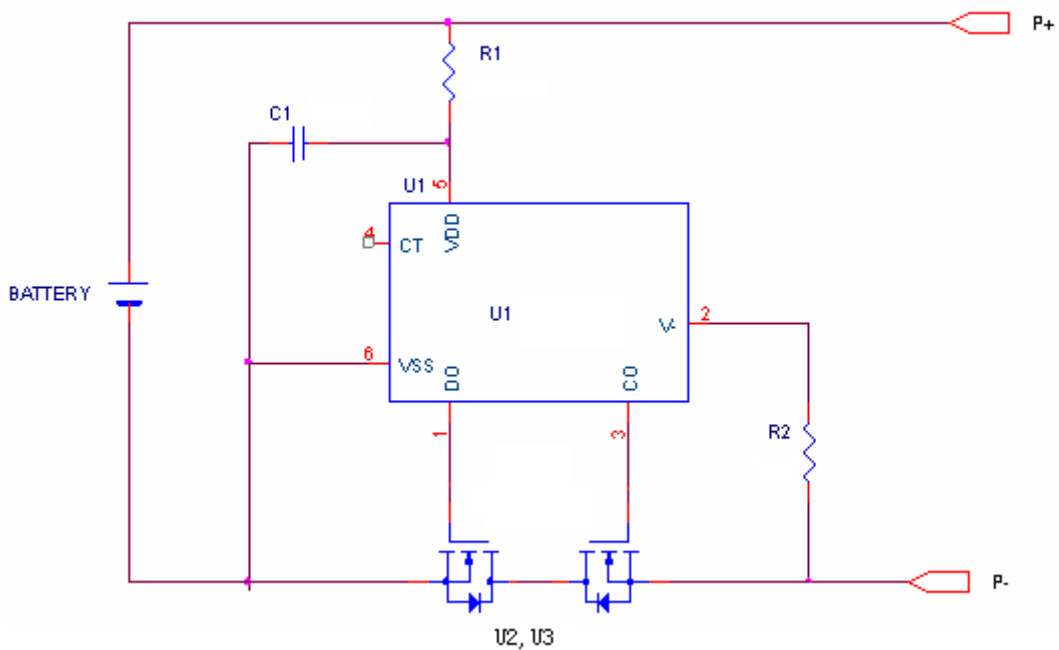 P+
R1
C1
U1
5
4
CT
VDD
BATTERY
U1
V-
2
6
VSS
DO
CO
1
3
R2
P-
U2, U3